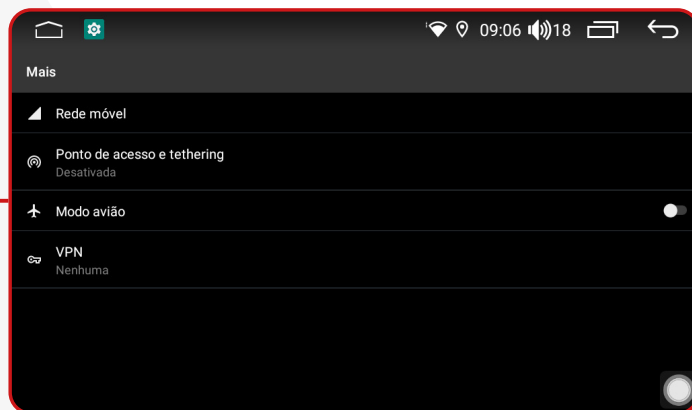 09:06 18
Mais
Rede móvel
Ponto de acesso e tethering
Desativada
Modo avião
VPN
Nenhuma